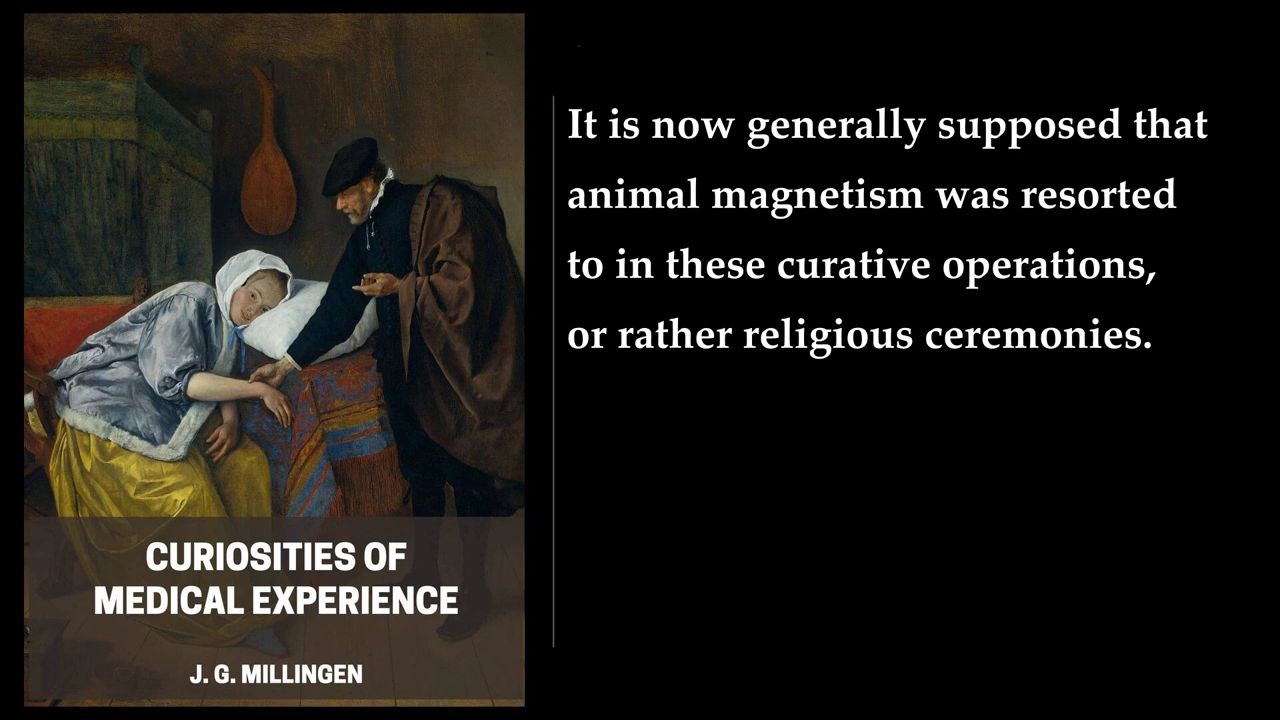 It is now generally supposed that
animal magnetism was resorted
to in these curative operations,
or rather religious ceremonies.
CURIOSITIES OF
MEDICAL EXPERIENCE
J. G. MILLINGEN